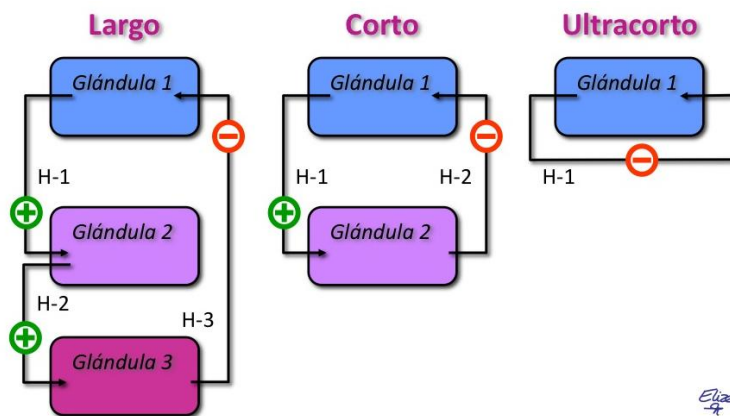 Largo
Glándula 1
H-1
Glándula 2
H-2
H-3
Glándula 3
Corto
Glándula 1
H-1
H-2
Glándula 2
Ultracorto
Glándula 1
H-1